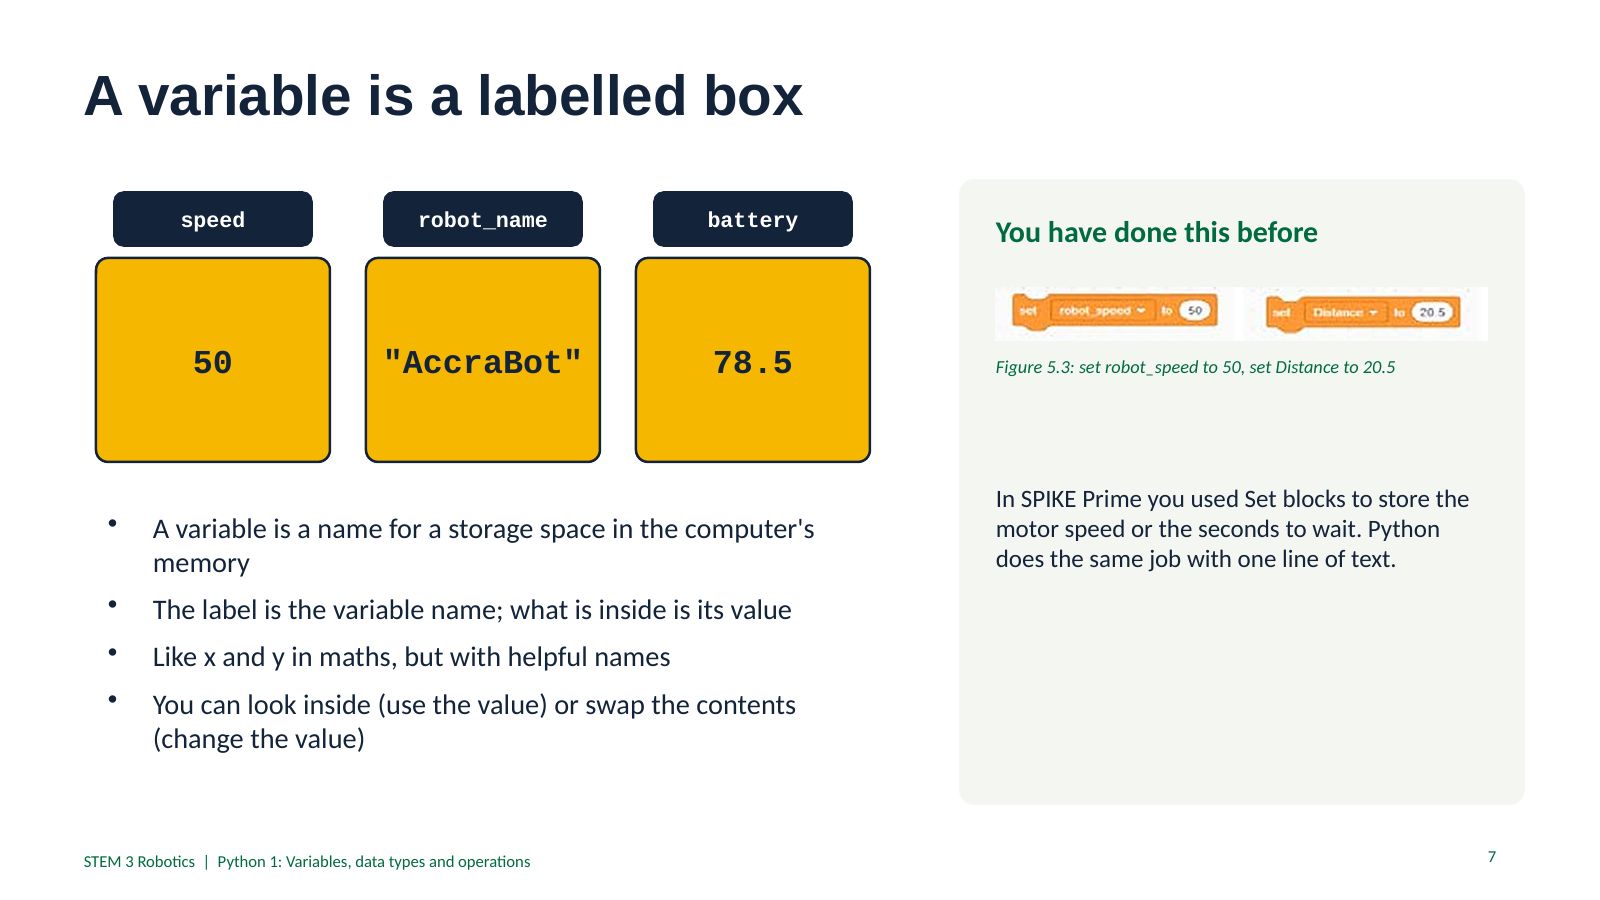 A variable is a labelled box
speed
robot_name
battery
50
"AccraBot"
78.5
• A variable is a name for a storage space in the computer's
memory
• The label is the variable name; what is inside is its value
• Like x and y in maths, but with helpful names
• You can look inside (use the value) or swap the contents
(change the value)
You have done this before
set robot_speed to 50
set Distance to 20.5
Figure 5.3: set robot_speed to 50, set Distance to 20.5
In SPIKE Prime you used Set blocks to store the
motor speed or the seconds to wait. Python
does the same job with one line of text.
STEM 3 Robotics | Python 1: Variables, data types and operations
7